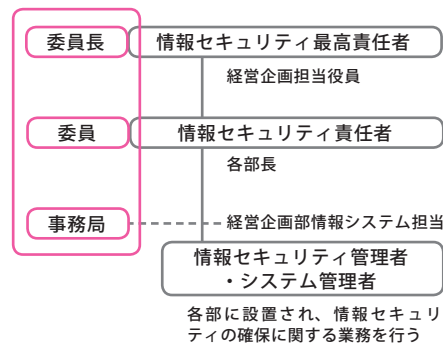 委員長
情報セキュリティ最高責任者
経営企画担当役員
委員
情報セキュリティ責任者
各部長
事務局
経営企画部情報システム担当
情報セキュリティ管理者
・システム管理者
各部に設置され、情報セキュリ
ティの確保に関する業務を行う